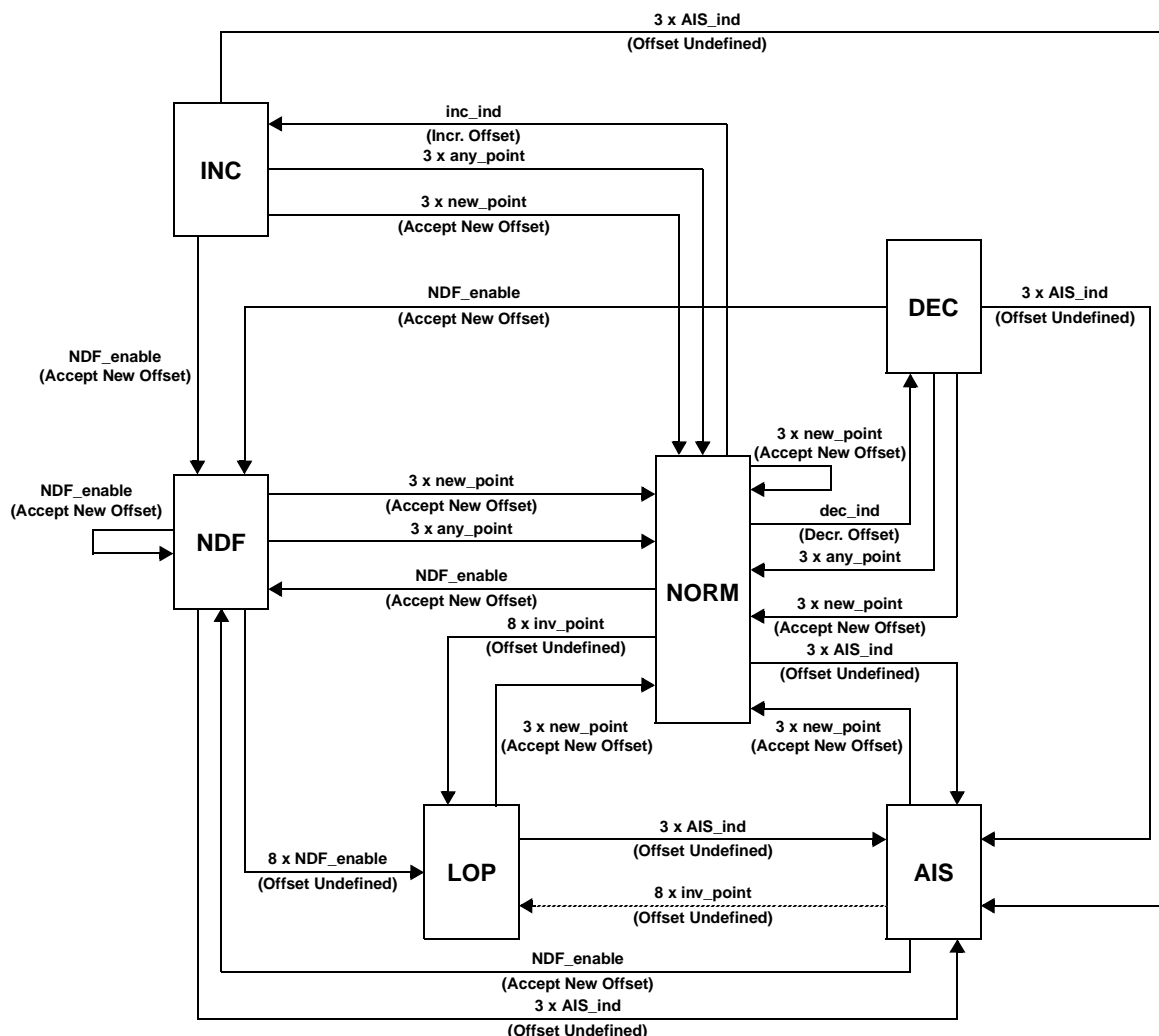 3 x AIS_ind
(Offset Undefined)
inc_ind
(Incr. Offset)
3 x any_point
INC
3 x new_point
(Accept New Offset)
NDF_enable
(Accept New Offset)
DEC
3 x AIS_ind
(Offset Undefined)
NDF_enable
(Accept New Offset)
3 x new_point
(Accept New Offset)
NDF_enable
(Accept New Offset)
3 x new_point
(Accept New Offset)
dec_ind
(Decr. Offset)
NDF
3 x any_point
3 x any_point
NDF_enable
(Accept New Offset)
NORM
3 x new_point
(Accept New Offset)
8 x inv_point
(Offset Undefined)
3 x AIS_ind
(Offset Undefined)
3 x new_point
(Accept New Offset)
3 x new_point
(Accept New Offset)
3 x AIS_ind
(Offset Undefined)
8 x NDF_enable
(Offset Undefined)
LOP
AIS
8 x inv_point
(Offset Undefined)
NDF_enable
(Accept New Offset)
3 x AIS_ind
(Offset Undefined)